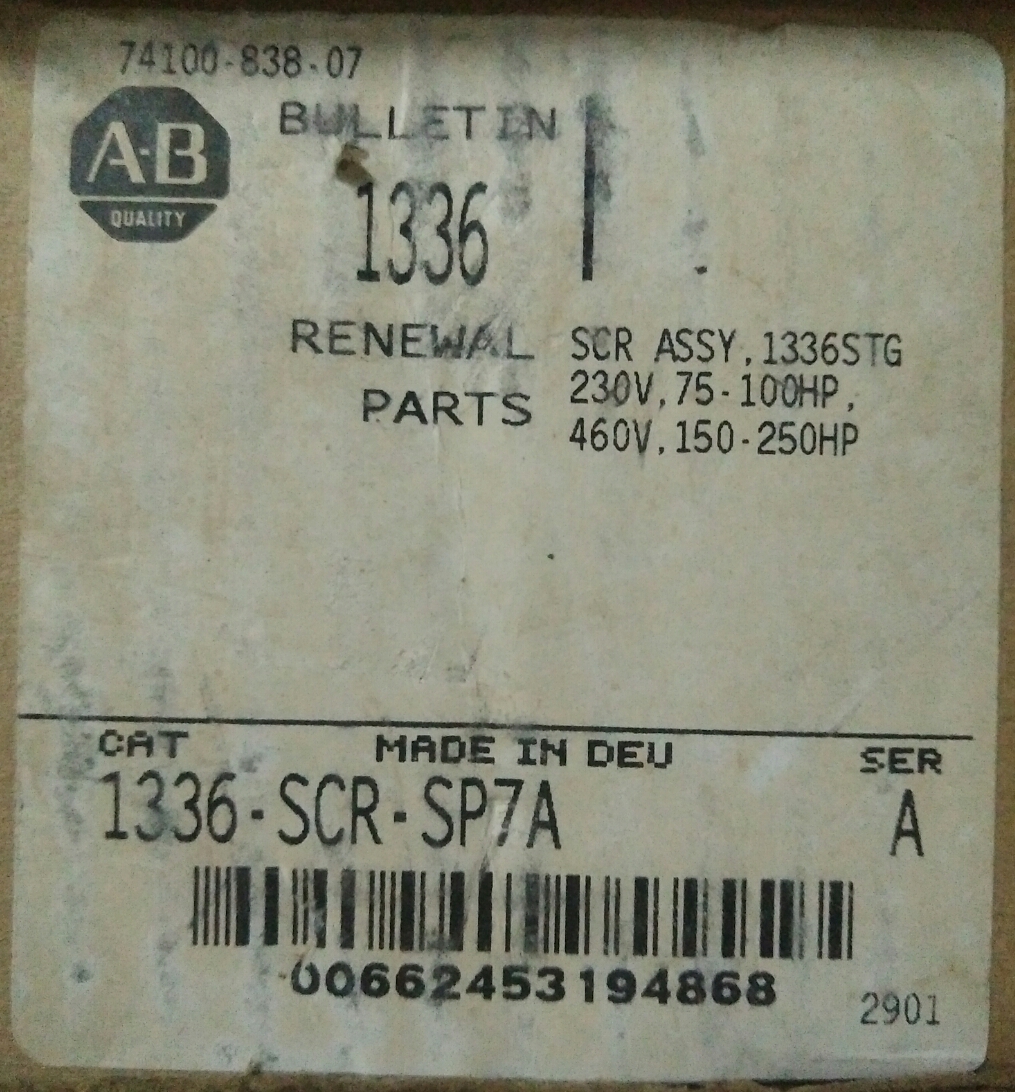 74100-838-07
A-B
QUALITY
BULLETIN
1336
RENEWAL
PARTS
SCR ASSY, 1336STG
230V, 75-100HP,
460V, 150-250HP
CAT
MADE IN DEU
SER
1336-SCR-SP7A
A
00662453194868
2901